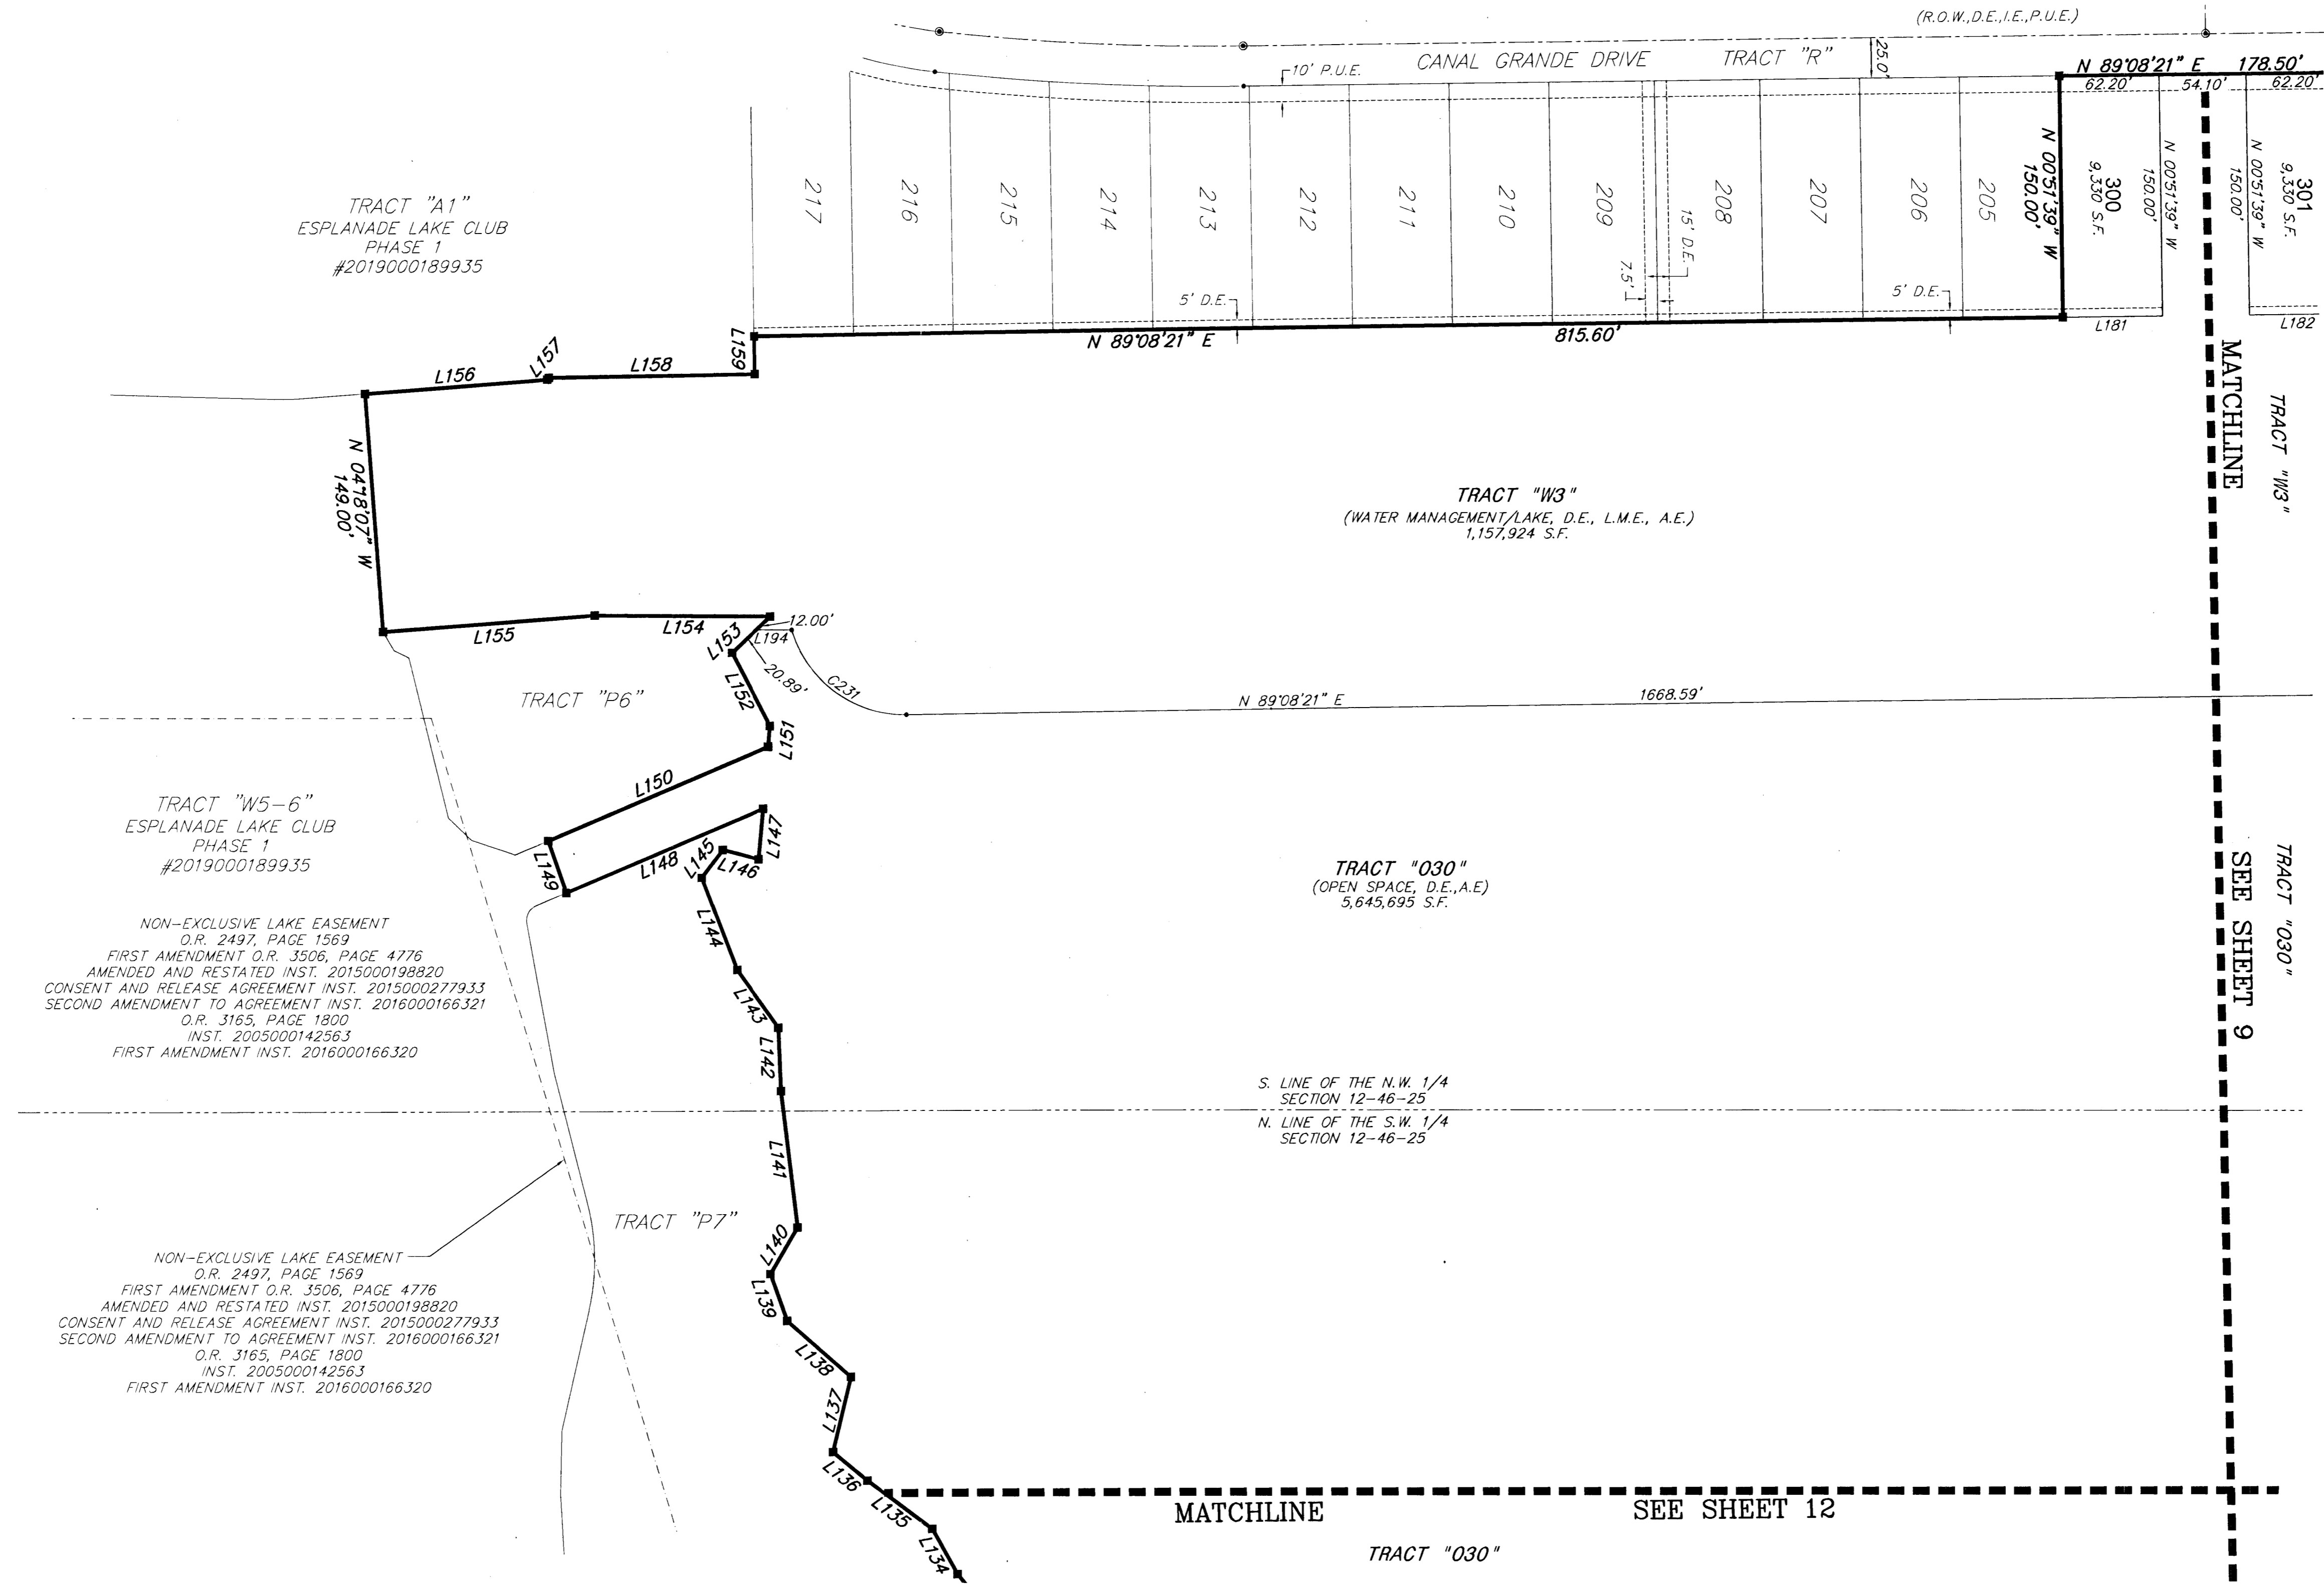 (R.O.W.,D.E.,I.E.,P.U.E.)
CANAL GRANDE DRIVE
TRACT "R"
25.0'
10' P.U.E.
N 89°08'21" E
178.50'
62.20'
54.10'
62.20'
217
216
215
214
213
212
211
210
209
208
207
206
205
15' D.E.
7.5'
5' D.E.
5' D.E.
N 00°51'39" W
150.00'
300
9,330 S.F.
N 00°51'39" W
150.00'
N 00°51'39" W
150.00'
301
9,330 S.F.
L181
L182
TRACT "A1"
ESPLANADE LAKE CLUB
PHASE 1
#2019000189935
N 89°08'21" E
815.60'
L159
L158
L157
L156
N 04°18'07" W
149.00'
L155
L154
L153
12.00'
L194
20.89'
C231
L152
L151
L150
L149
L148
L147
L146
L145
L144
L143
L142
L141
L140
L139
L138
L137
L136
L135
L134
TRACT "W3"
(WATER MANAGEMENT/LAKE, D.E., L.M.E., A.E.)
1,157,924 S.F.
MATCHLINE
TRACT "W3"
N 89°08'21" E
1668.59'
TRACT "P6"
TRACT "W5-6"
ESPLANADE LAKE CLUB
PHASE 1
#2019000189935
TRACT "030"
(OPEN SPACE, D.E.,A.E)
5,645,695 S.F.
SEE SHEET 9
TRACT "030"
NON-EXCLUSIVE LAKE EASEMENT
O.R. 2497, PAGE 1569
FIRST AMENDMENT O.R. 3506, PAGE 4776
AMENDED AND RESTATED INST. 2015000198820
CONSENT AND RELEASE AGREEMENT INST. 2015000277933
SECOND AMENDMENT TO AGREEMENT INST. 2016000166321
O.R. 3165, PAGE 1800
INST. 2005000142563
FIRST AMENDMENT INST. 2016000166320
S. LINE OF THE N.W. 1/4
SECTION 12-46-25
N. LINE OF THE S.W. 1/4
SECTION 12-46-25
TRACT "P7"
NON-EXCLUSIVE LAKE EASEMENT
O.R. 2497, PAGE 1569
FIRST AMENDMENT O.R. 3506, PAGE 4776
AMENDED AND RESTATED INST. 2015000198820
CONSENT AND RELEASE AGREEMENT INST. 2015000277933
SECOND AMENDMENT TO AGREEMENT INST. 2016000166321
O.R. 3165, PAGE 1800
INST. 2005000142563
FIRST AMENDMENT INST. 2016000166320
MATCHLINE
SEE SHEET 12
TRACT "030"